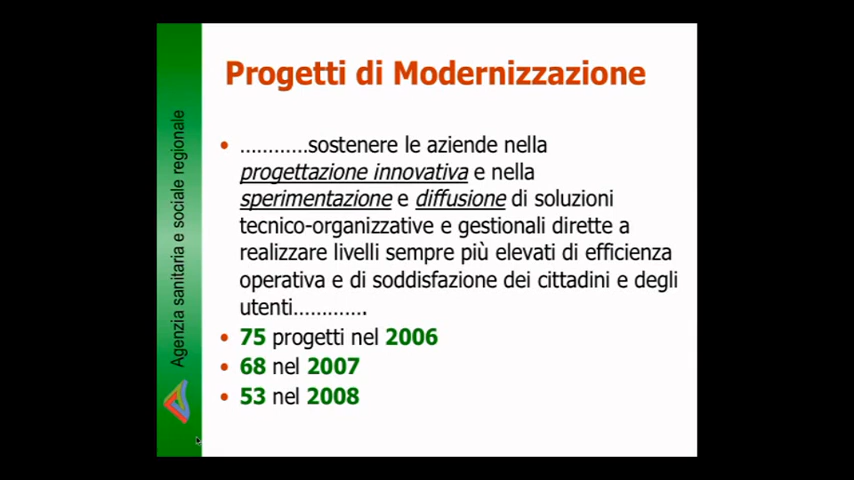 Progetti di Modernizzazione
Agenzia sanitaria e sociale regionale
• …………sostenere le aziende nella
progettazione innovativa e nella
sperimentazione e diffusione di soluzioni
tecnico-organizzative e gestionali dirette a
realizzare livelli sempre più elevati di efficienza
operativa e di soddisfazione dei cittadini e degli
utenti………….
• 75 progetti nel 2006
• 68 nel 2007
• 53 nel 2008